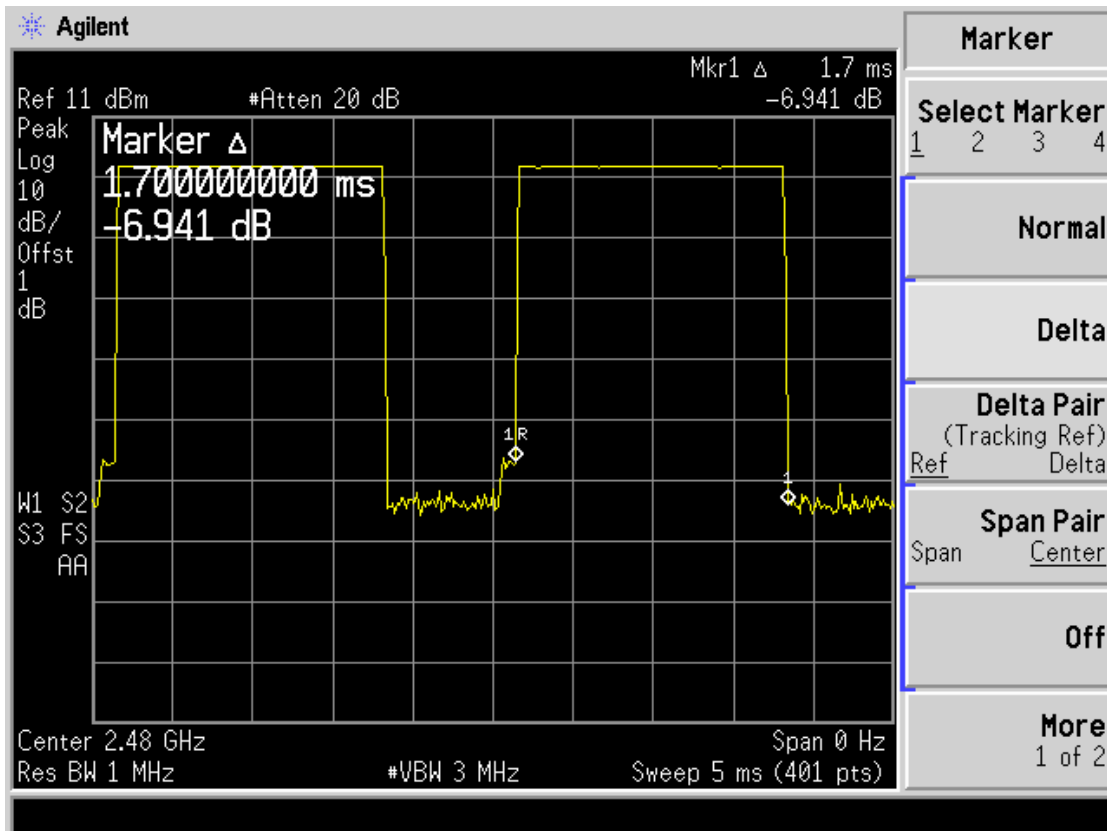 Agilent
Mkr1 Δ 1.7 ms
Ref 11 dBm #Atten 20 dB -6.941 dB
Peak
Log
10
dB/
Offst
1
dB
Marker Δ
1.700000000 ms
-6.941 dB
1R
1
W1 S2
S3 FS
AA
Center 2.48 GHz Span 0 Hz
Res BW 1 MHz #VBW 3 MHz Sweep 5 ms (401 pts)
Marker
Select Marker
1 2 3 4
Normal
Delta
Delta Pair
(Tracking Ref)
Ref Delta
Span Pair
Span Center
Off
More
1 of 2